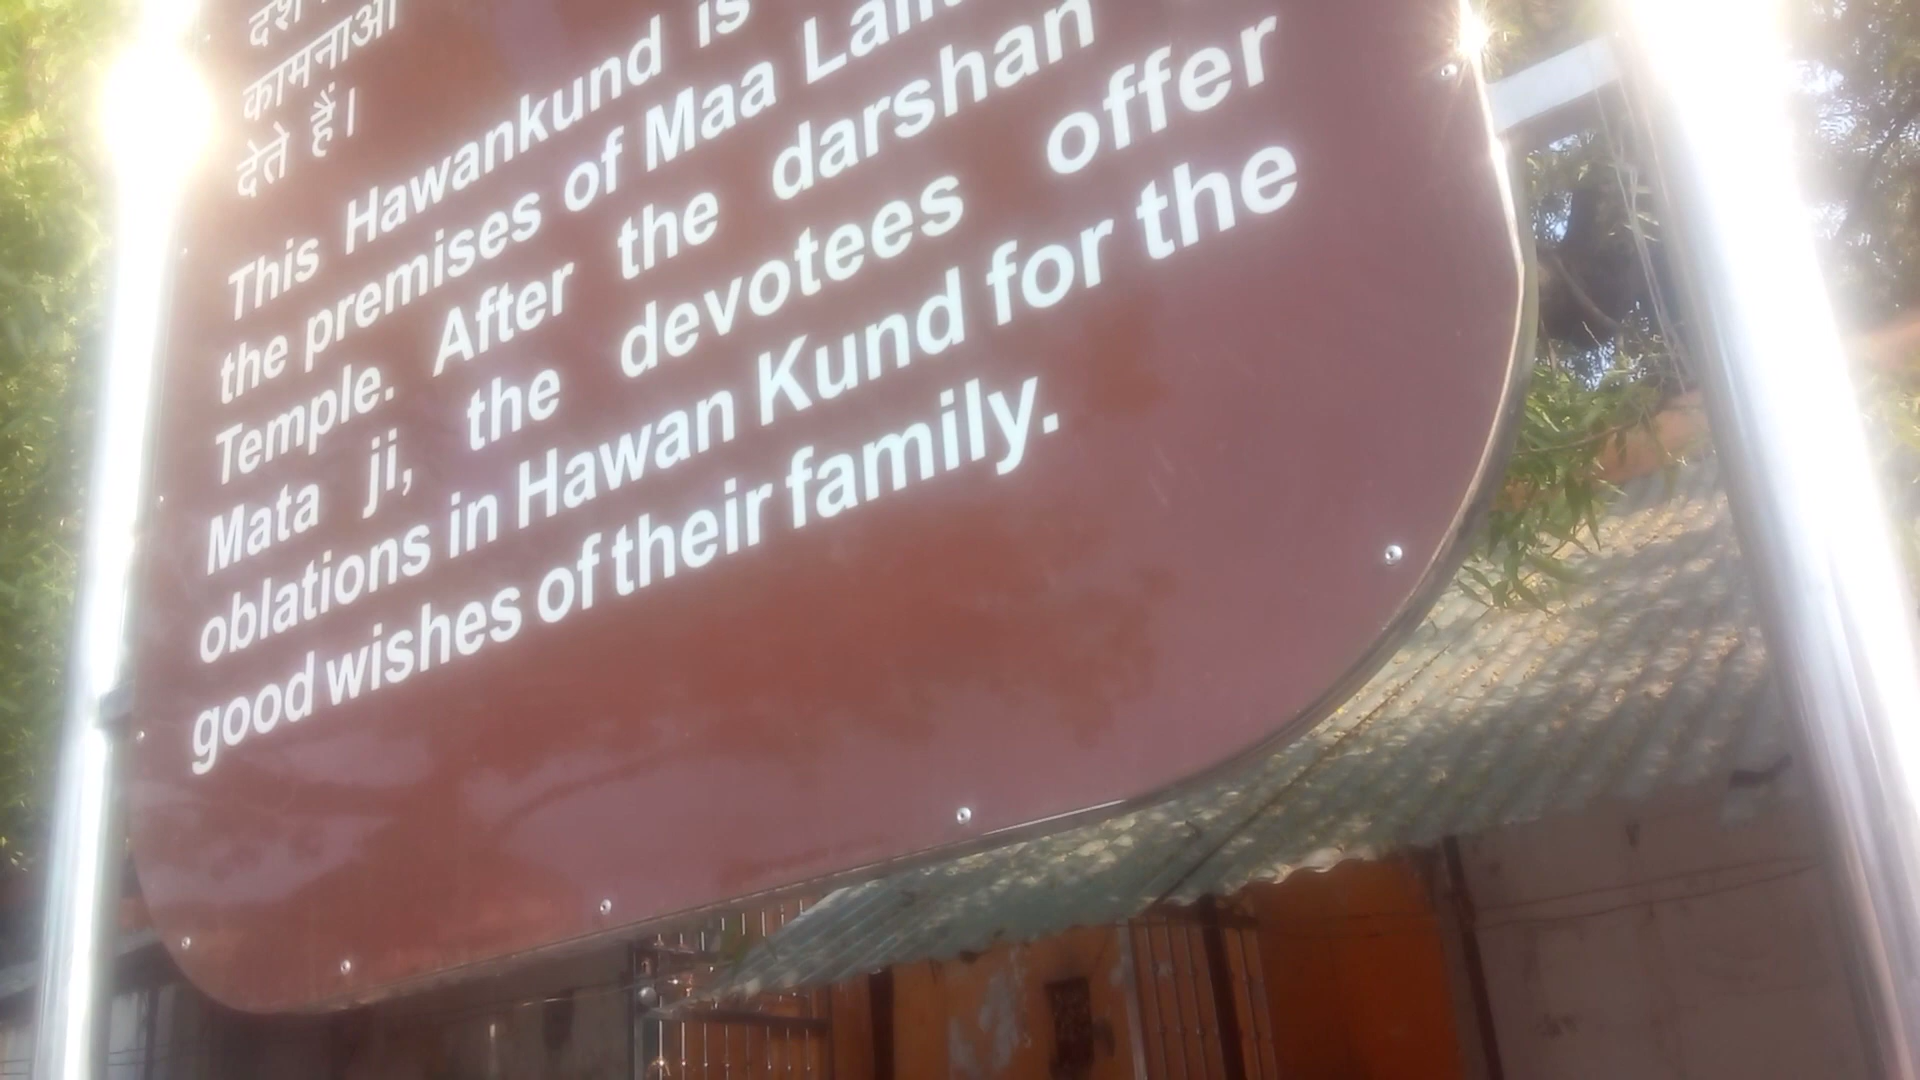 कामनाओं
देते हैं।
This Hawankund is
the premises of Maa
Temple. After the darshan
Mata ji, the devotees offer
oblations in Hawan Kund for the
good wishes of their family.